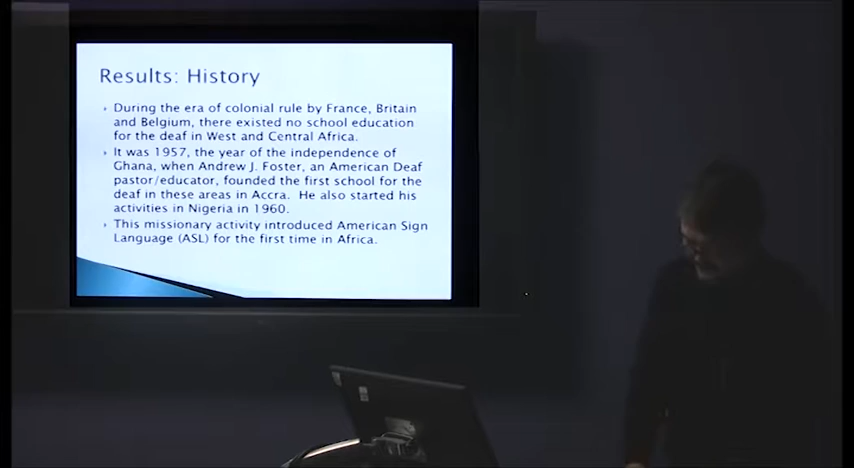 Results: History
During the era of colonial rule by France, Britain
and Belgium, there existed no school education
for the deaf in West and Central Africa.
It was 1957, the year of the independence of
Ghana, when Andrew J. Foster, an American Deaf
pastor/educator, founded the first school for the
deaf in these areas in Accra. He also started his
activities in Nigeria in 1960.
This missionary activity introduced American Sign
Language (ASL) for the first time in Africa.